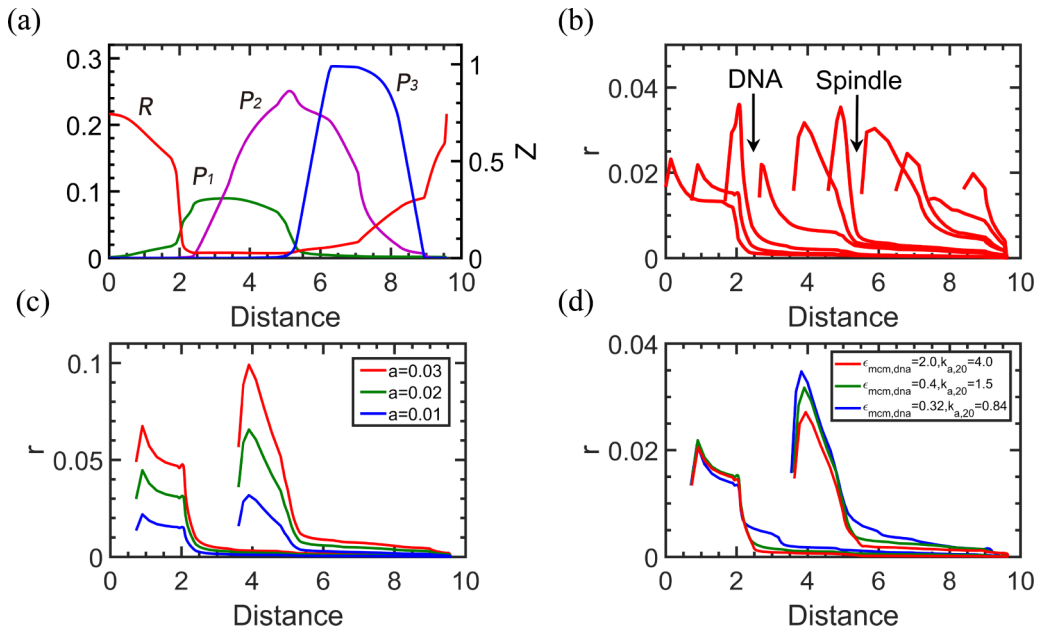 (a)
0.3
0.2
0.1
0
R
P1
P2
P3
1
0.5
0
Z
0 2 4 6 8 10
Distance
(b)
r
0.04
0.02
0
DNA
Spindle
0 2 4 6 8 10
Distance
(c)
r
0.1
0.05
0
a=0.03
a=0.02
a=0.01
0 2 4 6 8 10
Distance
(d)
r
0.04
0.02
0
ϵmcm,dna=2.0,ka,20=4.0
ϵmcm,dna=0.4,ka,20=1.5
ϵmcm,dna=0.32,ka,20=0.84
0 2 4 6 8 10
Distance